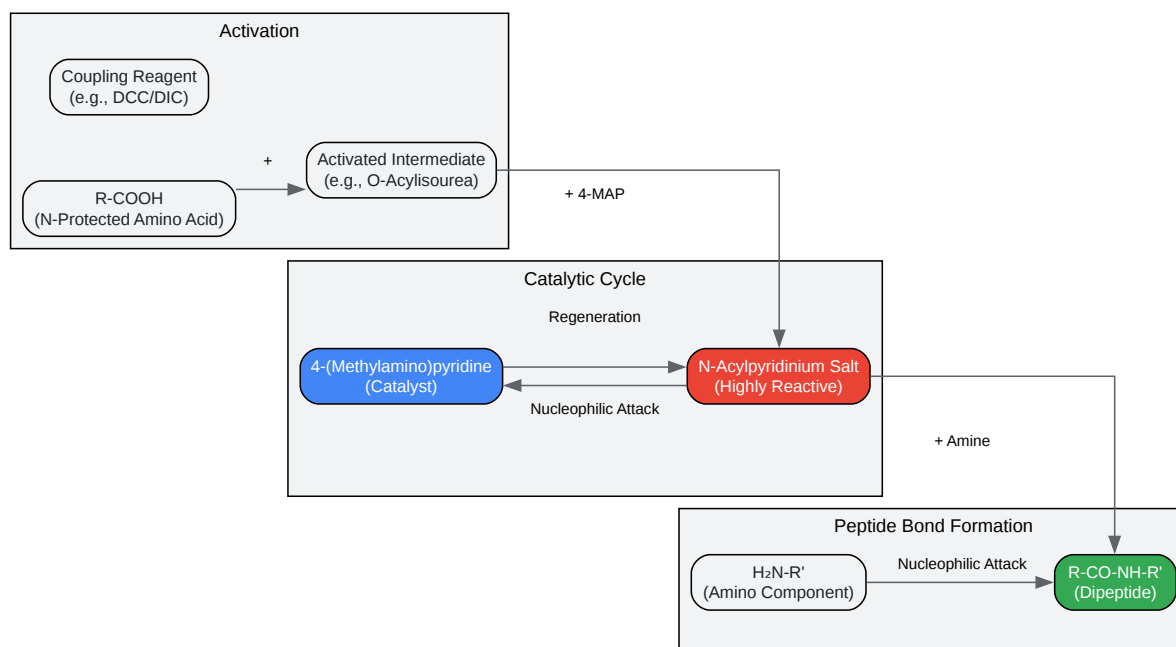 Activation
Coupling Reagent
(e.g., DCC/DIC)
+
Activated Intermediate
(e.g., O-Acylisourea)
R-COOH
(N-Protected Amino Acid)
+ 4-MAP
Catalytic Cycle
Regeneration
4-(Methylamino)pyridine
(Catalyst)
N-Acylpyridinium Salt
(Highly Reactive)
Nucleophilic Attack
+ Amine
Peptide Bond Formation
H₂N-R'
(Amino Component)
Nucleophilic Attack
R-CO-NH-R'
(Dipeptide)